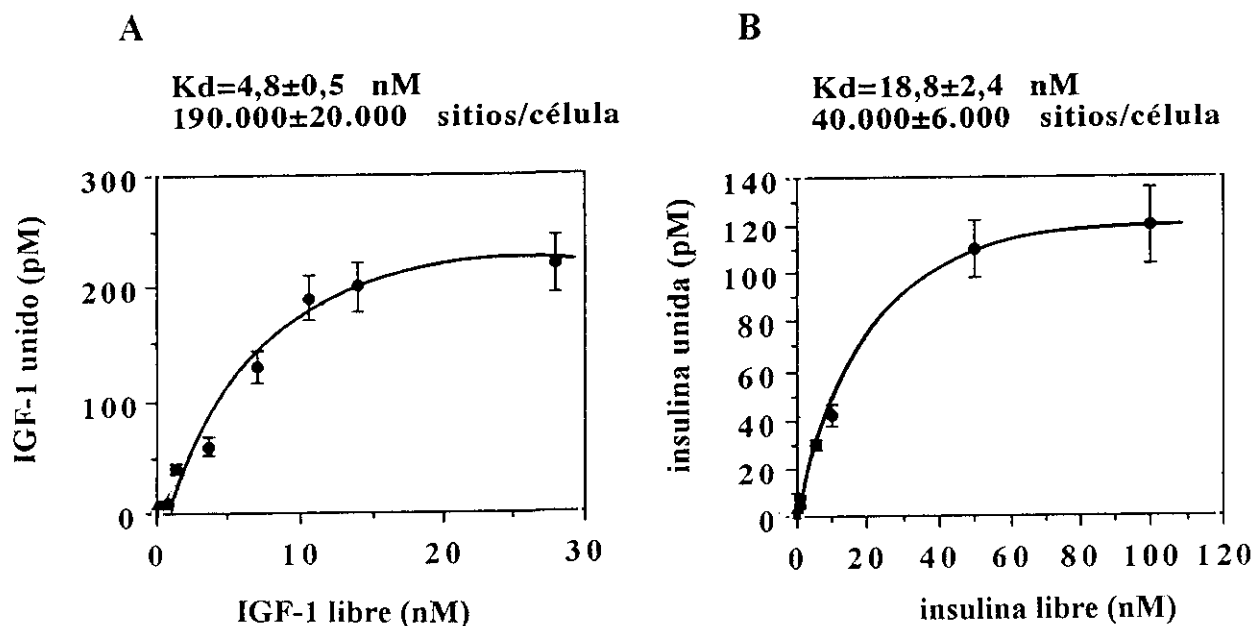 A
Kd=4,8±0,5 nM
190.000±20.000 sitios/célula
300
200
100
0
IGF-1 unido (pM)
0 10 20 30
IGF-1 libre (nM)
B
Kd=18,8±2,4 nM
40.000±6.000 sitios/célula
140
120
100
80
60
40
20
0
insulina unida (pM)
0 20 40 60 80 100 120
insulina libre (nM)